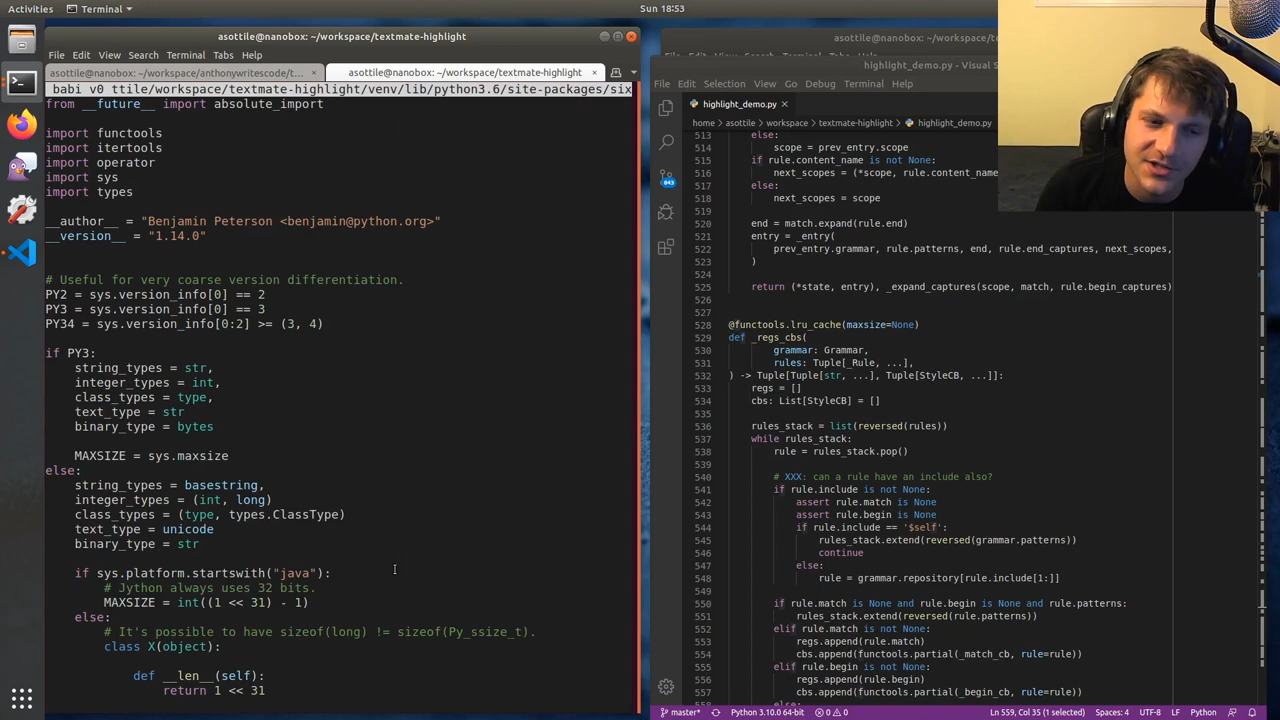 Activities
Terminal
Sun 18:53
asottile@nanobox: ~/workspace/textmate-highlight
File Edit View Search Terminal Tabs Help
asottile@nanobox: ~/workspace/anthonywritescode/t...
asottile@nanobox: ~/workspace/textmate-highlight
babi v0 ttile/workspace/textmate-highlight/venv/lib/python3.6/site-packages/six
from __future__ import absolute_import
import functools
import itertools
import operator
import sys
import types
__author__ = "Benjamin Peterson <benjamin@python.org>"
__version__ = "1.14.0"
# Useful for very coarse version differentiation.
PY2 = sys.version_info[0] == 2
PY3 = sys.version_info[0] == 3
PY34 = sys.version_info[0:2] >= (3, 4)
if PY3:
    string_types = str,
    integer_types = int,
    class_types = type,
    text_type = str
    binary_type = bytes
    MAXSIZE = sys.maxsize
else:
    string_types = basestring,
    integer_types = (int, long)
    class_types = (type, types.ClassType)
    text_type = unicode
    binary_type = str
    if sys.platform.startswith("java"):
        # Jython always uses 32 bits.
        MAXSIZE = int((1 << 31) - 1)
    else:
        # It's possible to have sizeof(long) != sizeof(Py_ssize_t).
        class X(object):
            def __len__(self):
                return 1 << 31
asottile@nanobox: ~/workspace/
highlight_demo.py - Visual S
File Edit Selection View Go Debug Terminal Help
highlight_demo.py
home > asottile > workspace > textmate-highlight > highlight_demo.py
843
513 else:
514 scope = prev_entry.scope
515 if rule.content_name is not None:
516 next_scopes = (*scope, rule.content_name
517 else:
518 next_scopes = scope
519
520 end = match.expand(rule.end)
521 entry = _entry(
522 prev_entry.grammar, rule.patterns, end, rule.end_captures, next_scopes,
523 )
524
525 return (*state, entry), _expand_captures(scope, match, rule.begin_captures)
526
527
528 @functools.lru_cache(maxsize=None)
529 def _regs_cbs(
530 grammar: Grammar,
531 rules: Tuple[_Rule, ...],
532 ) -> Tuple[Tuple[str, ...], Tuple[StyleCB, ...]]:
533 regs = []
534 cbs: List[StyleCB] = []
535
536 rules_stack = list(reversed(rules))
537 while rules_stack:
538 rule = rules_stack.pop()
539
540 # XXX: can a rule have an include also?
541 if rule.include is not None:
542 assert rule.match is None
543 assert rule.begin is None
544 if rule.include == '$self':
545 rules_stack.extend(reversed(grammar.patterns))
546 continue
547 else:
548 rule = grammar.repository[rule.include[1:]]
549
550 if rule.match is None and rule.begin is None and rule.patterns:
551 rules_stack.extend(reversed(rule.patterns))
552 elif rule.match is not None:
553 regs.append(rule.match)
554 cbs.append(functools.partial(_match_cb, rule=rule))
555 elif rule.begin is not None:
556 regs.append(rule.begin)
557 cbs.append(functools.partial(_begin_cb, rule=rule))
master* Python 3.10.0 64-bit 0 0 Ln 559, Col 35 (1 selected) Spaces: 4 UTF-8 LF Python